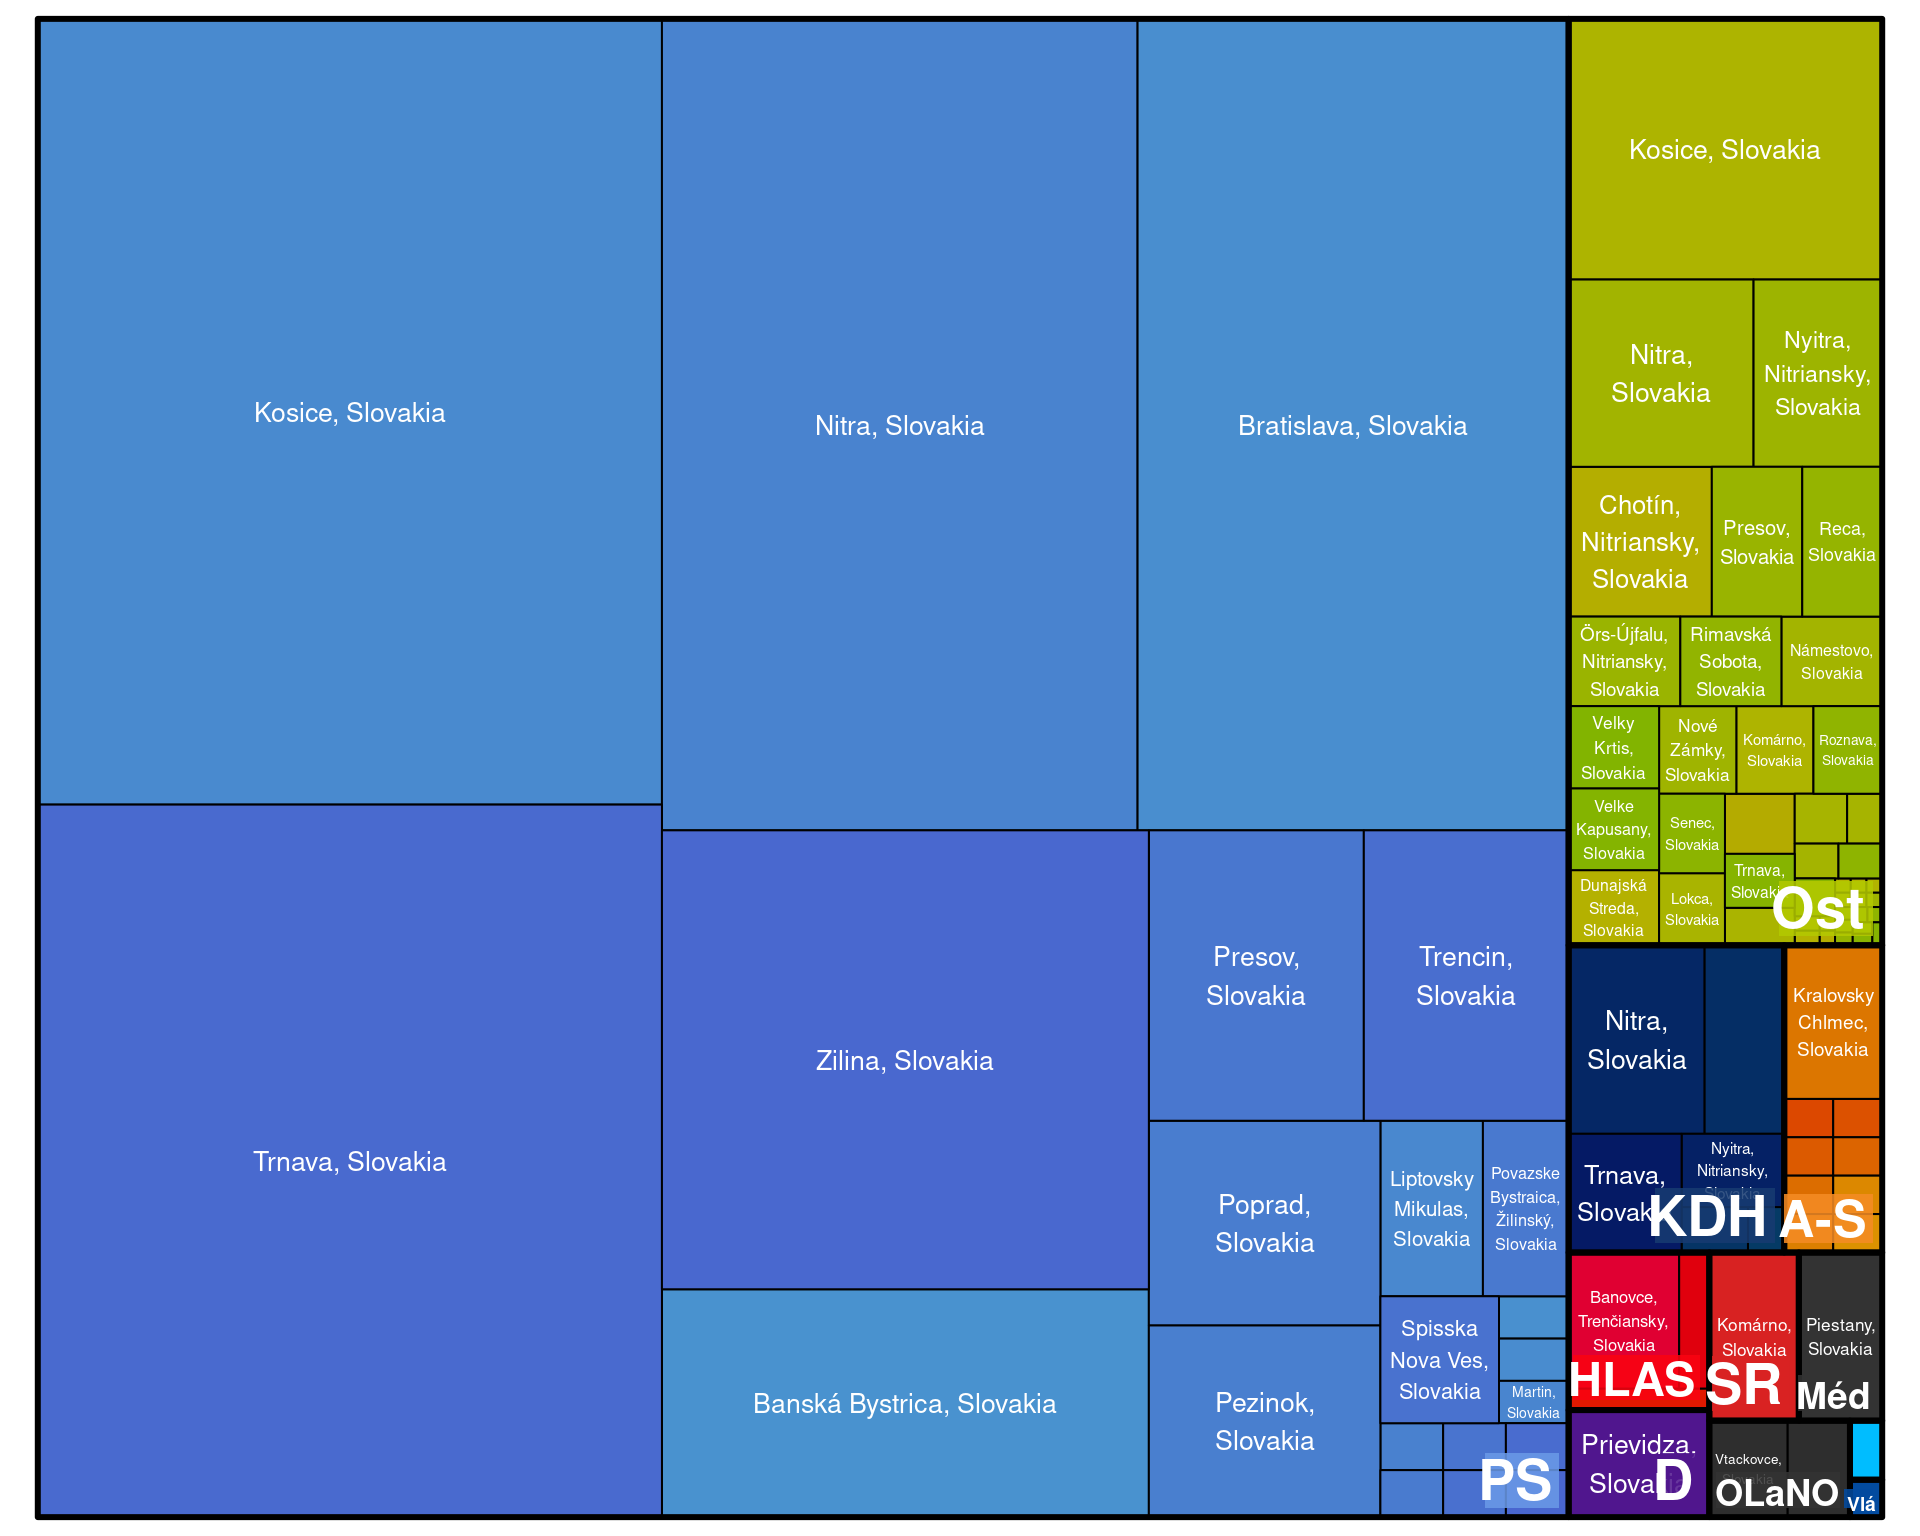 Kosice, Slovakia
Nitra, Slovakia
Bratislava, Slovakia
Trnava, Slovakia
Zilina, Slovakia
Banská Bystrica, Slovakia
Presov,
Slovakia
Trencin,
Slovakia
Poprad,
Slovakia
Pezinok,
Slovakia
Liptovsky
Mikulas,
Slovakia
Povazske
Bystraica,
Žilinský,
Slovakia
Spisska
Nova Ves,
Slovakia
Martin,
Slovakia
PS
Kosice, Slovakia
Nitra,
Slovakia
Nyitra,
Nitriansky,
Slovakia
Chotín,
Nitriansky,
Slovakia
Presov,
Slovakia
Reca,
Slovakia
Örs-Újfalu,
Nitriansky,
Slovakia
Rimavská
Sobota,
Slovakia
Námestovo,
Slovakia
Velky
Krtis,
Slovakia
Nové
Zámky,
Slovakia
Komárno,
Slovakia
Roznava,
Slovakia
Velke
Kapusany,
Slovakia
Senec,
Slovakia
Trnava,
Slovakia
Dunajská
Streda,
Slovakia
Lokca,
Slovakia
Ost
Nitra,
Slovakia
Trnava,
Slovakia
Nyitra,
Nitriansky,
Slovakia
KDH
Kralovsky
Chlmec,
Slovakia
A-S
Banovce,
Trenčiansky,
Slovakia
HLAS
Komárno,
Slovakia
SR
Piestany,
Slovakia
Méd
Prievidza,
Slovakia
D
Vtackovce,
Slovakia
OLaNO
Vlá